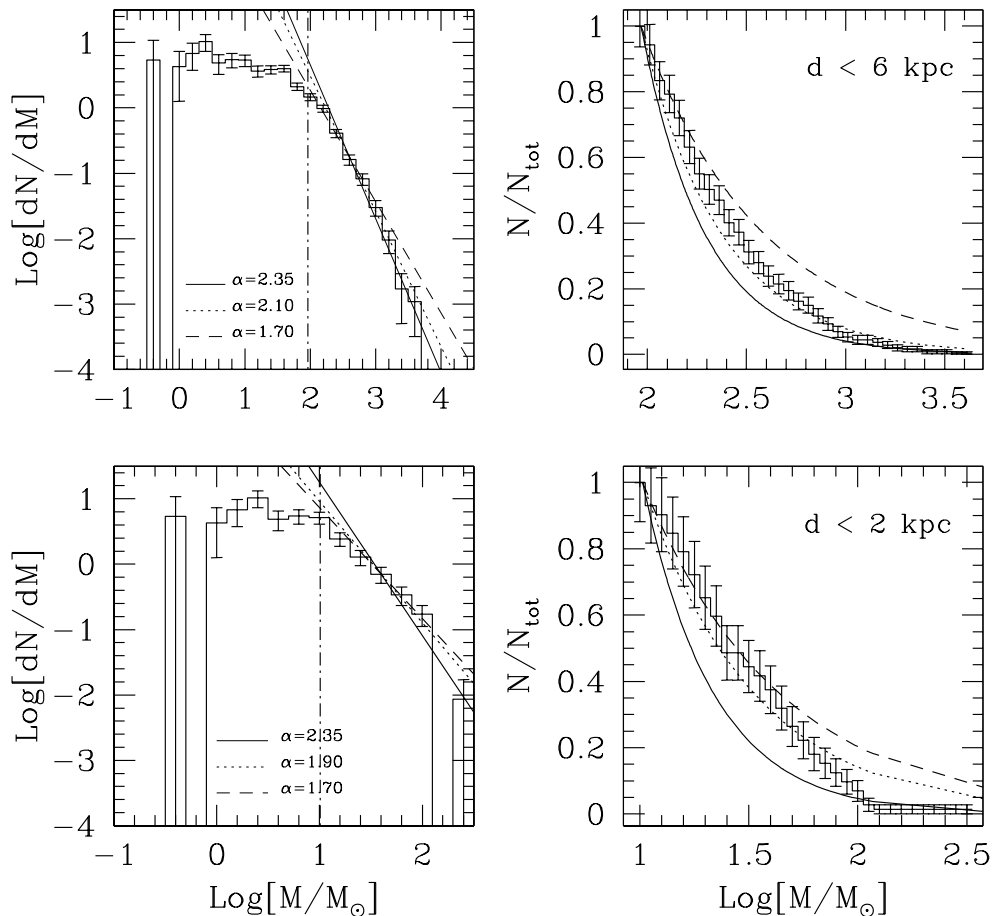 1
0
−1
−2
−3
−4
Log[dN/dM]
α=2.35
α=2.10
α=1.70
−1 0 1 2 3 4
1
0.8
0.6
0.4
0.2
0
N/Ntot
d < 6 kpc
2 2.5 3 3.5
1
0
−1
−2
−3
−4
Log[dN/dM]
α=2.35
α=1.90
α=1.70
−1 0 1 2
Log[M/M⊙]
1
0.8
0.6
0.4
0.2
0
N/Ntot
d < 2 kpc
1 1.5 2 2.5
Log[M/M⊙]